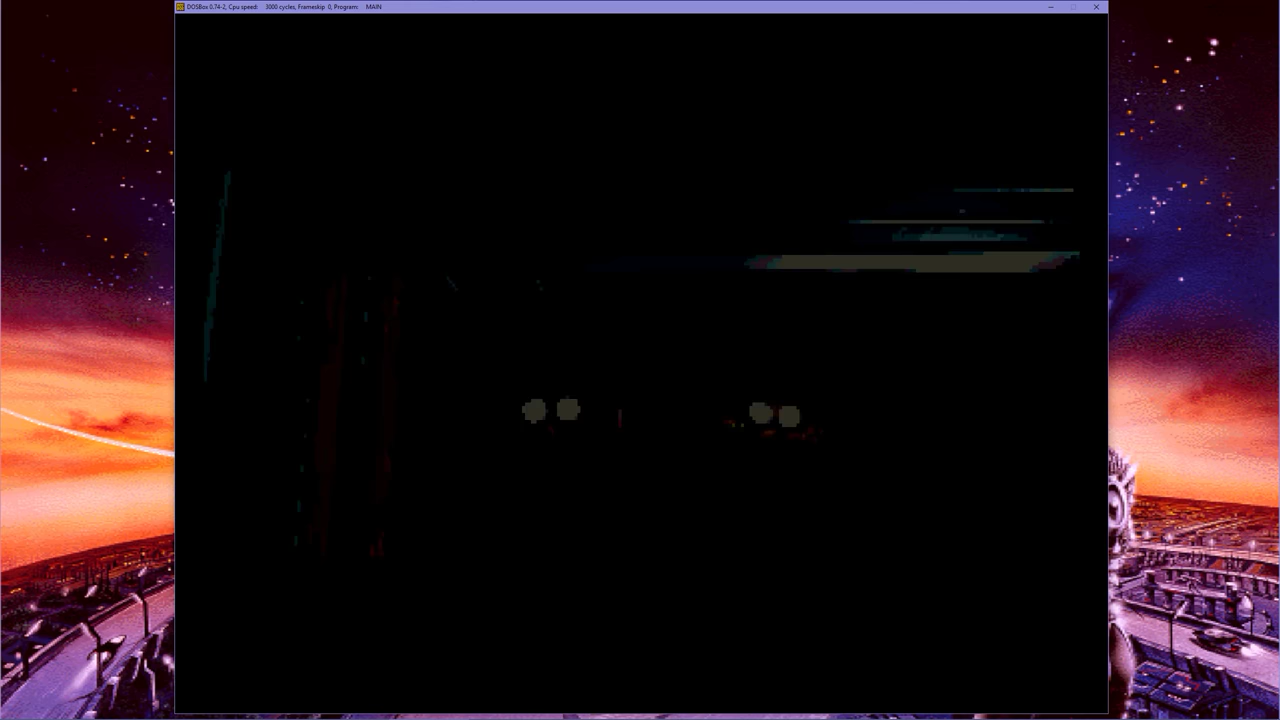 DOSBox 0.74-2, Cpu speed: 3000 cycles, Frameskip 0, Program: MAIN